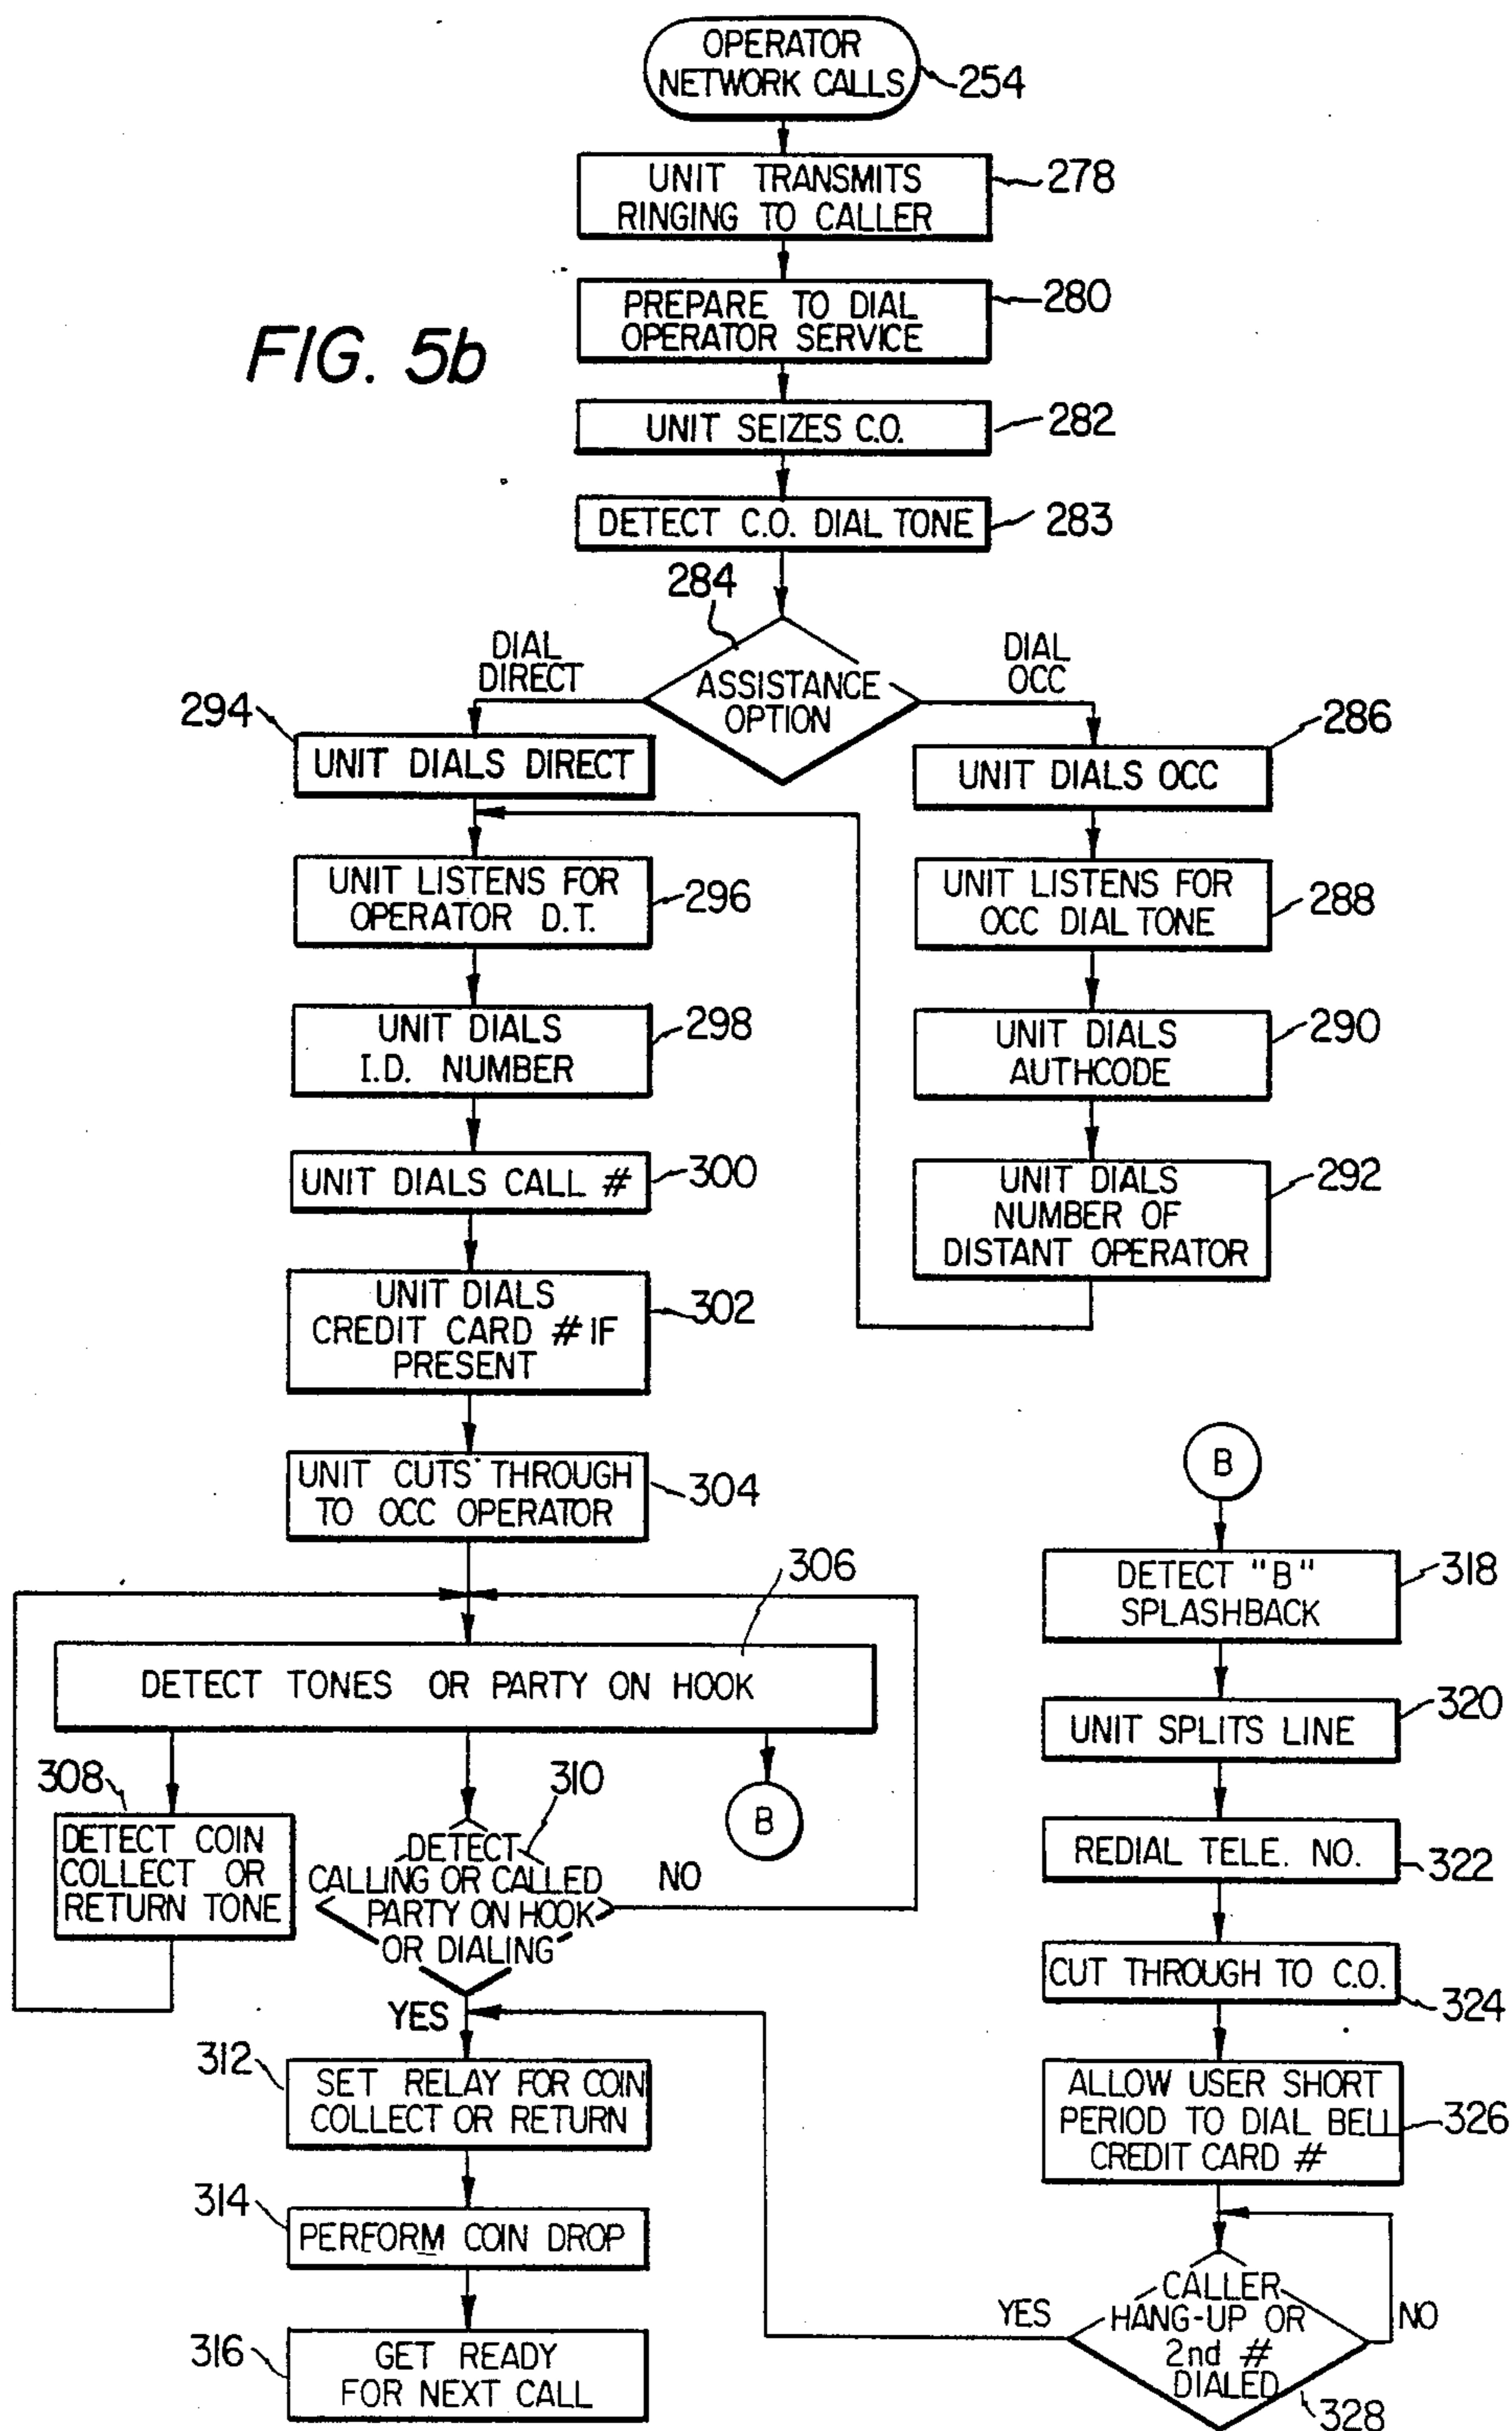 OPERATOR
NETWORK CALLS
254
UNIT TRANSMITS
RINGING TO CALLER
278
PREPARE TO DIAL
OPERATOR SERVICE
280
FIG. 5b
UNIT SEIZES C.O.
282
DETECT C.O. DIAL TONE
283
284
ASSISTANCE
OPTION
DIAL
DIRECT
DIAL
OCC
294
UNIT DIALS DIRECT
286
UNIT DIALS OCC
UNIT LISTENS FOR
OPERATOR D.T.
296
UNIT LISTENS FOR
OCC DIAL TONE
288
UNIT DIALS
I.D. NUMBER
298
UNIT DIALS
AUTHCODE
290
UNIT DIALS CALL #
300
UNIT DIALS
NUMBER OF
DISTANT OPERATOR
292
UNIT DIALS
CREDIT CARD # IF
PRESENT
302
UNIT CUTS THROUGH
TO OCC OPERATOR
304
306
DETECT TONES OR PARTY ON HOOK
308
DETECT COIN
COLLECT OR
RETURN TONE
310
DETECT
CALLING OR CALLED
PARTY ON HOOK
OR DIALING
NO
B
YES
312
SET RELAY FOR COIN
COLLECT OR RETURN
314
PERFORM COIN DROP
316
GET READY
FOR NEXT CALL
B
DETECT "B"
SPLASHBACK
318
UNIT SPLITS LINE
320
REDIAL TELE. NO.
322
CUT THROUGH TO C.O.
324
ALLOW USER SHORT
PERIOD TO DIAL BELL
CREDIT CARD #
326
YES
CALLER
HANG-UP OR
2nd #
DIALED
NO
328